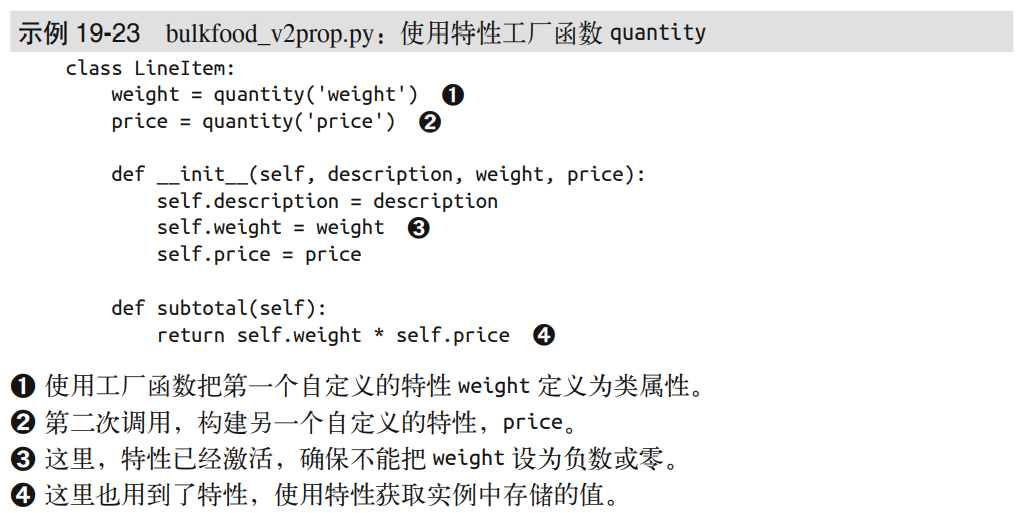 示例 19-23 bulkfood_v2prop.py：使用特性工厂函数 quantity
class LineItem:
    weight = quantity('weight') ❶
    price = quantity('price') ❷

    def __init__(self, description, weight, price):
        self.description = description
        self.weight = weight ❸
        self.price = price

    def subtotal(self):
        return self.weight * self.price ❹
❶ 使用工厂函数把第一个自定义的特性 weight 定义为类属性。
❷ 第二次调用，构建另一个自定义的特性，price。
❸ 这里，特性已经激活，确保不能把 weight 设为负数或零。
❹ 这里也用到了特性，使用特性获取实例中存储的值。